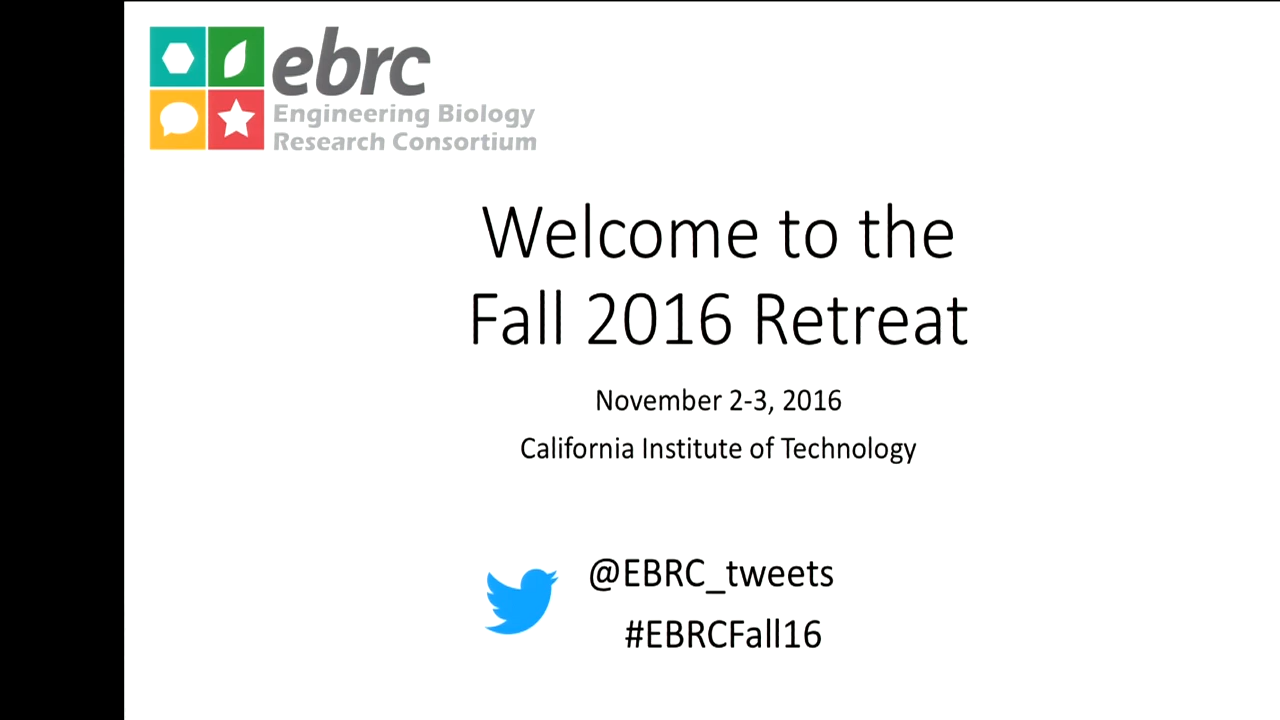 ebrc
Engineering Biology
Research Consortium
Welcome to the
Fall 2016 Retreat
November 2-3, 2016
California Institute of Technology
@EBRC_tweets
#EBRCFall16